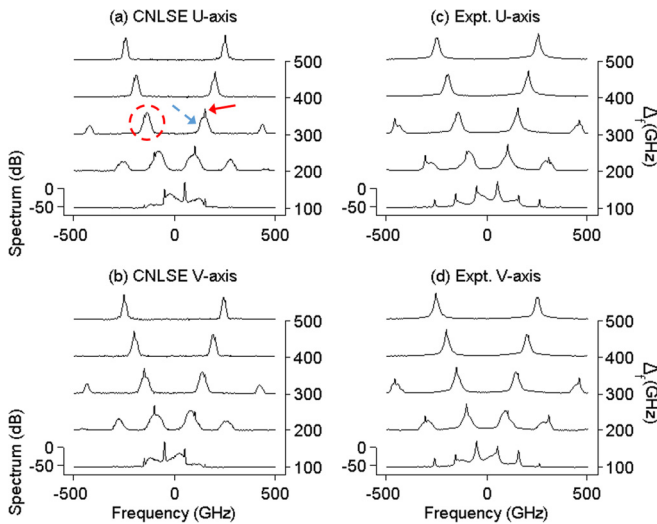 (a) CNLSE U-axis
(c) Expt. U-axis
500
400
300
200
100
0
-50
-500 0 500
Spectrum (dB)
500
400
300
200
100
-500 0 500
Δf(GHz)
(b) CNLSE V-axis
(d) Expt. V-axis
500
400
300
200
100
0
-50
-500 0 500
Spectrum (dB)
Frequency (GHz)
500
400
300
200
100
0
-50
-500 0 500
Δf(GHz)
Frequency (GHz)